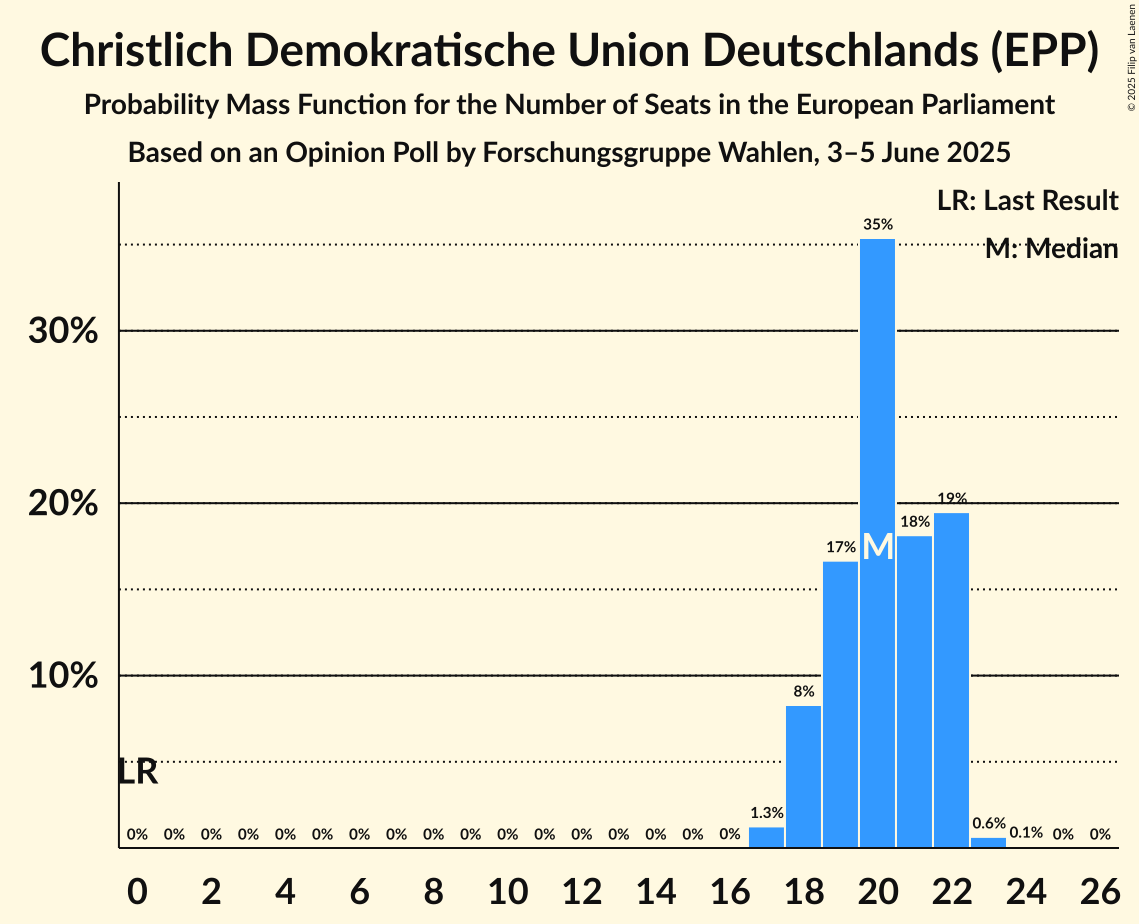 Christlich Demokratische Union Deutschlands (EPP)
Probability Mass Function for the Number of Seats in the European Parliament
Based on an Opinion Poll by Forschungsgruppe Wahlen, 3–5 June 2025
© 2025 Filip van Laenen
LR: Last Result
M: Median
35%
30%
20%
19%
18%
17%
M
10%
8%
LR
1.3%
0.6%
0.1%
0% 0% 0% 0% 0% 0% 0% 0% 0% 0% 0% 0% 0% 0% 0% 0% 0% 0% 0%
0 2 4 6 8 10 12 14 16 18 20 22 24 26